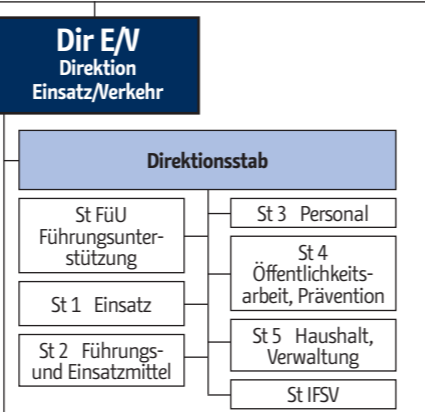 Dir E/V
Direktion
Einsatz/Verkehr
Direktionsstab
St FüU
Führungsunter-
stützung
St 1 Einsatz
St 2 Führungs-
und Einsatzmittel
St 3 Personal
St 4
Öffentlichkeits-
arbeit, Prävention
St 5 Haushalt,
Verwaltung
St IFSV